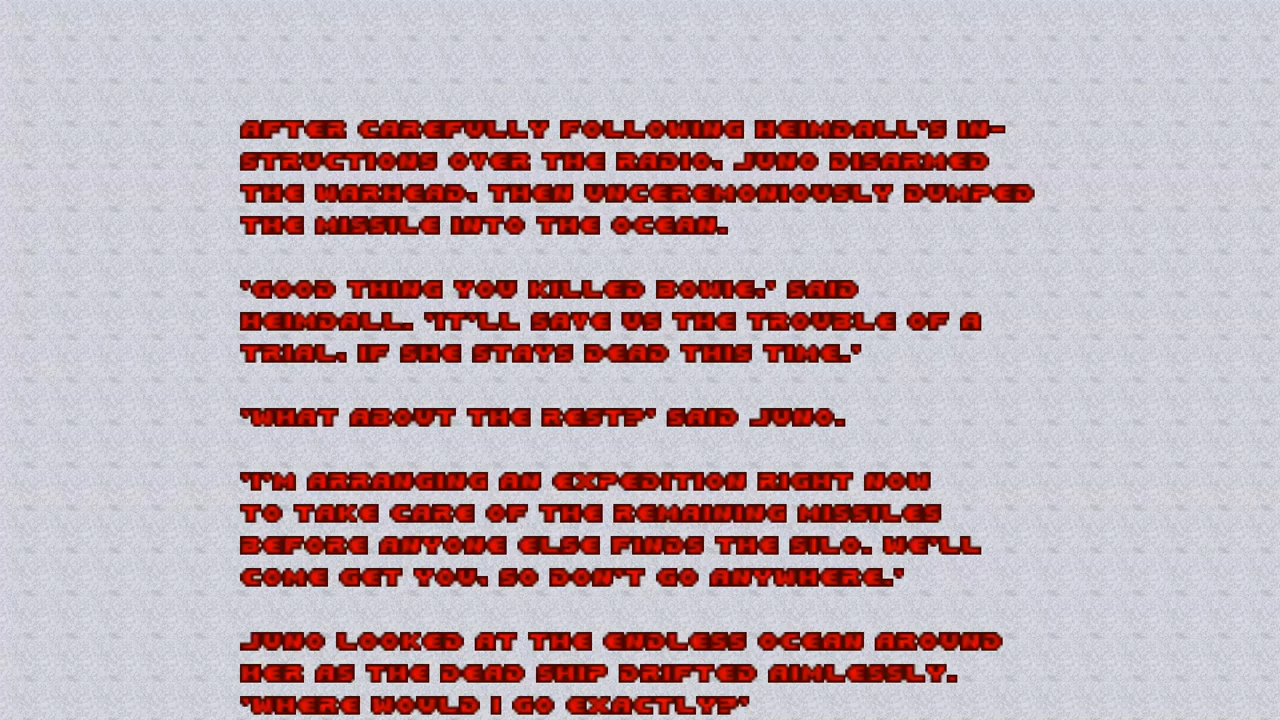 AFTER CAREFULLY FOLLOWING HEIMDALL'S IN-
STRUCTIONS OVER THE RADIO, JUNO DISARMED
THE WARHEAD, THEN UNCEREMONIOUSLY DUMPED
THE MISSILE INTO THE OCEAN.
'GOOD THING YOU KILLED BOWIE,' SAID
HEIMDALL. 'IT'LL SAVE US THE TROUBLE OF A
TRIAL, IF SHE STAYS DEAD THIS TIME.'
'WHAT ABOUT THE REST?' SAID JUNO.
'I'M ARRANGING AN EXPEDITION RIGHT NOW
TO TAKE CARE OF THE REMAINING MISSILES
BEFORE ANYONE ELSE FINDS THE SILO. WE'LL
COME GET YOU, SO DON'T GO ANYWHERE.'
JUNO LOOKED AT THE ENDLESS OCEAN AROUND
HER AS THE DEAD SHIP DRIFTED AIMLESSLY.
'WHERE WOULD I GO EXACTLY?'